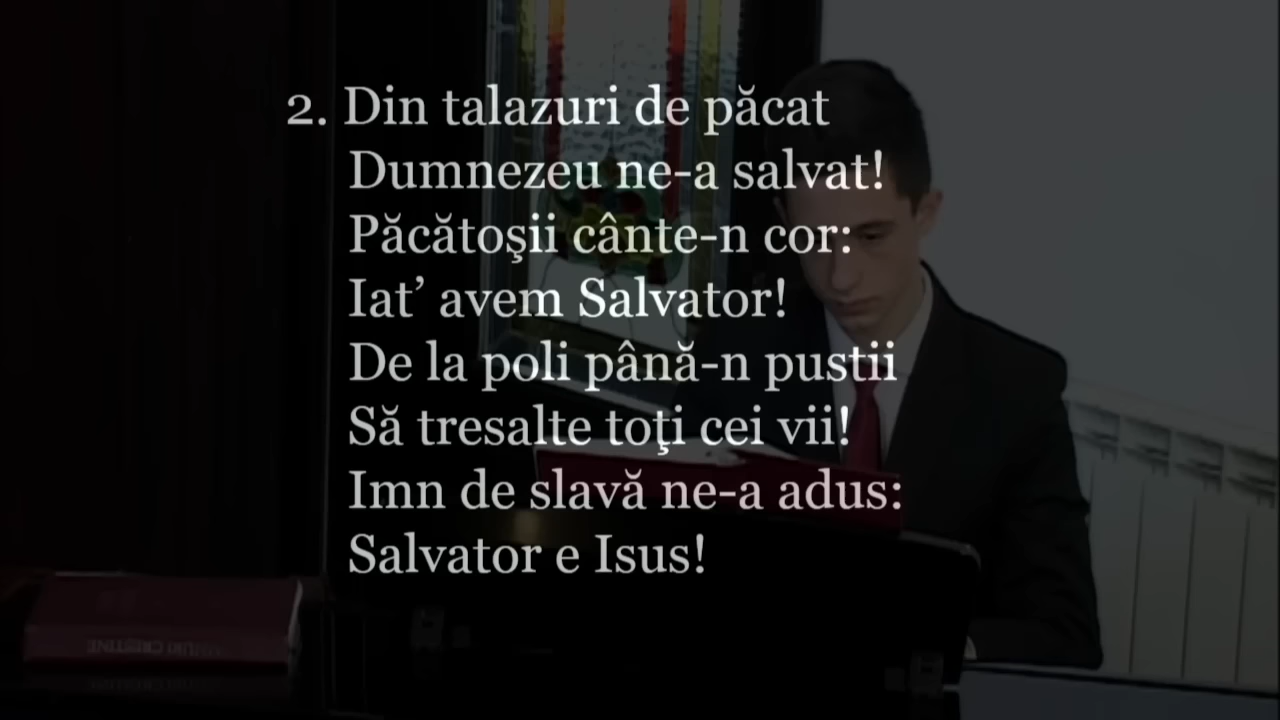 2. Din talazuri de păcat
Dumnezeu ne-a salvat!
Păcătoşii cânte-n cor:
Iat’ avem Salvator!
De la poli până-n pustii
Să tresalte toţi cei vii!
Imn de slavă ne-a adus:
Salvator e Isus!